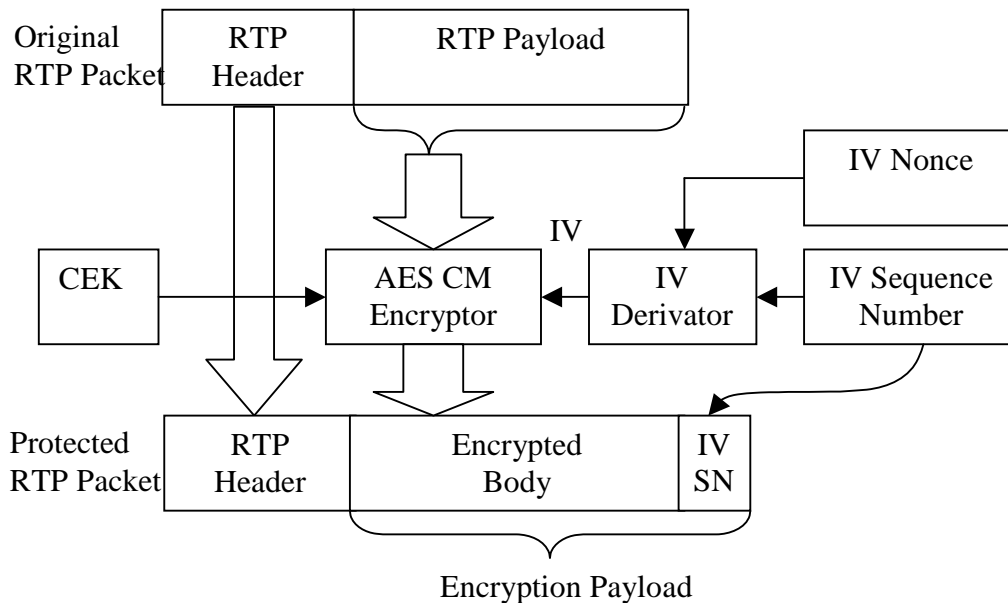 Original
RTP Packet
RTP
Header
RTP Payload
IV Nonce
IV
CEK
AES CM
Encryptor
IV
Derivator
IV Sequence
Number
Protected
RTP Packet
RTP
Header
Encrypted
Body
IV
SN
Encryption Payload